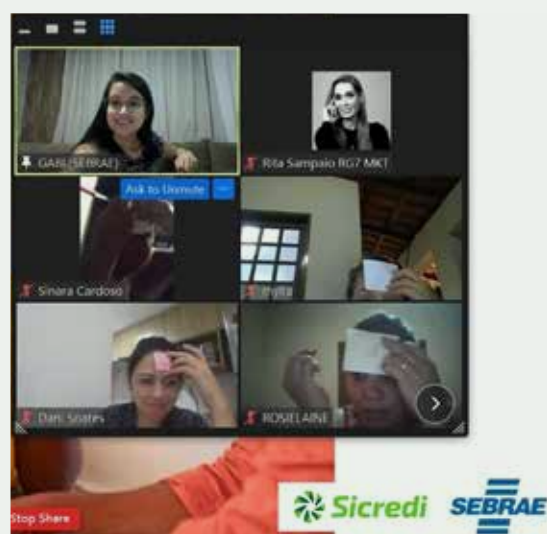 GABI (SEBRAE)
Rita Sampaio RG7 MKT
Ask to Unmute
Sinara Cardoso
Dani Soares
ROSIELAINE
Stop Share
Sicredi
SEBRAE